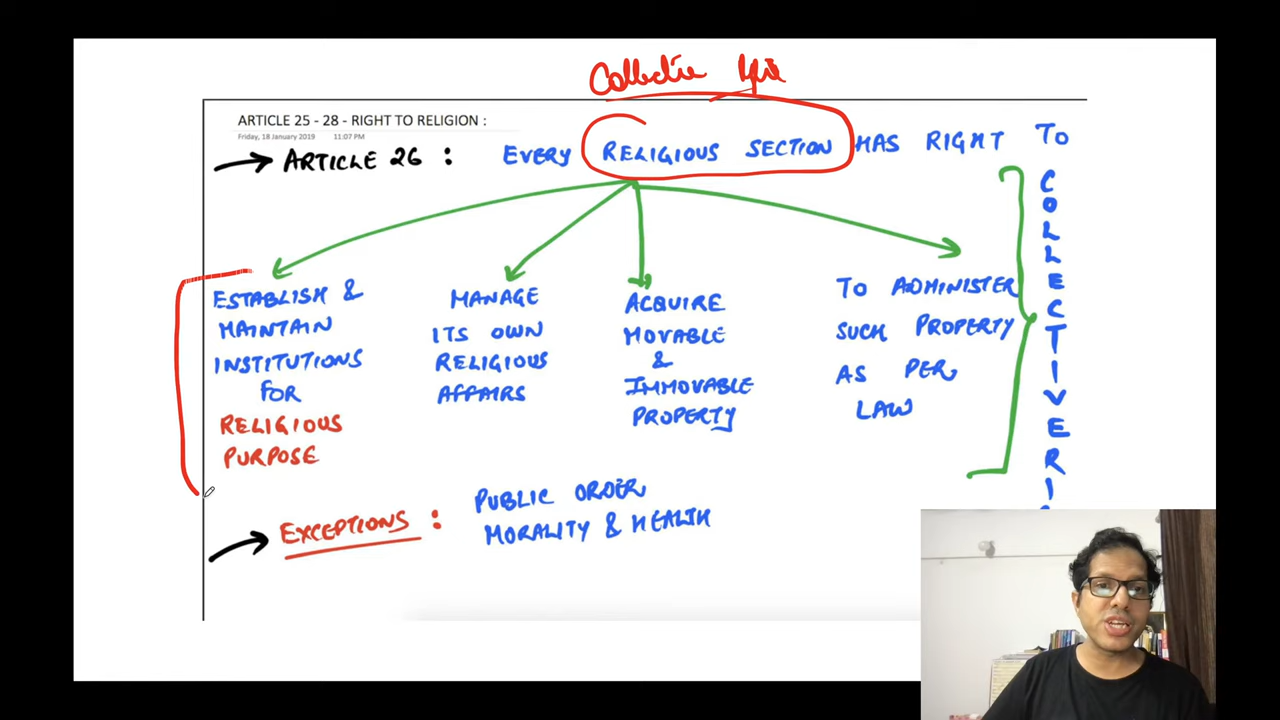 Collective
ARTICLE 25 - 28 - RIGHT TO RELIGION :
Friday, 18 January 2019 11:07 PM
ARTICLE 26 : EVERY RELIGIOUS SECTION HAS RIGHT TO
ESTABLISH &
MAINTAIN
INSTITUTIONS
FOR
RELIGIOUS
PURPOSE
MANAGE
ITS OWN
RELIGIOUS
AFFAIRS
ACQUIRE
MOVABLE
&
IMMOVABLE
PROPERTY
TO ADMINISTER
SUCH PROPERTY
AS PER
LAW
COLLECTIVE RI
EXCEPTIONS : PUBLIC ORDER
MORALITY & HEALTH